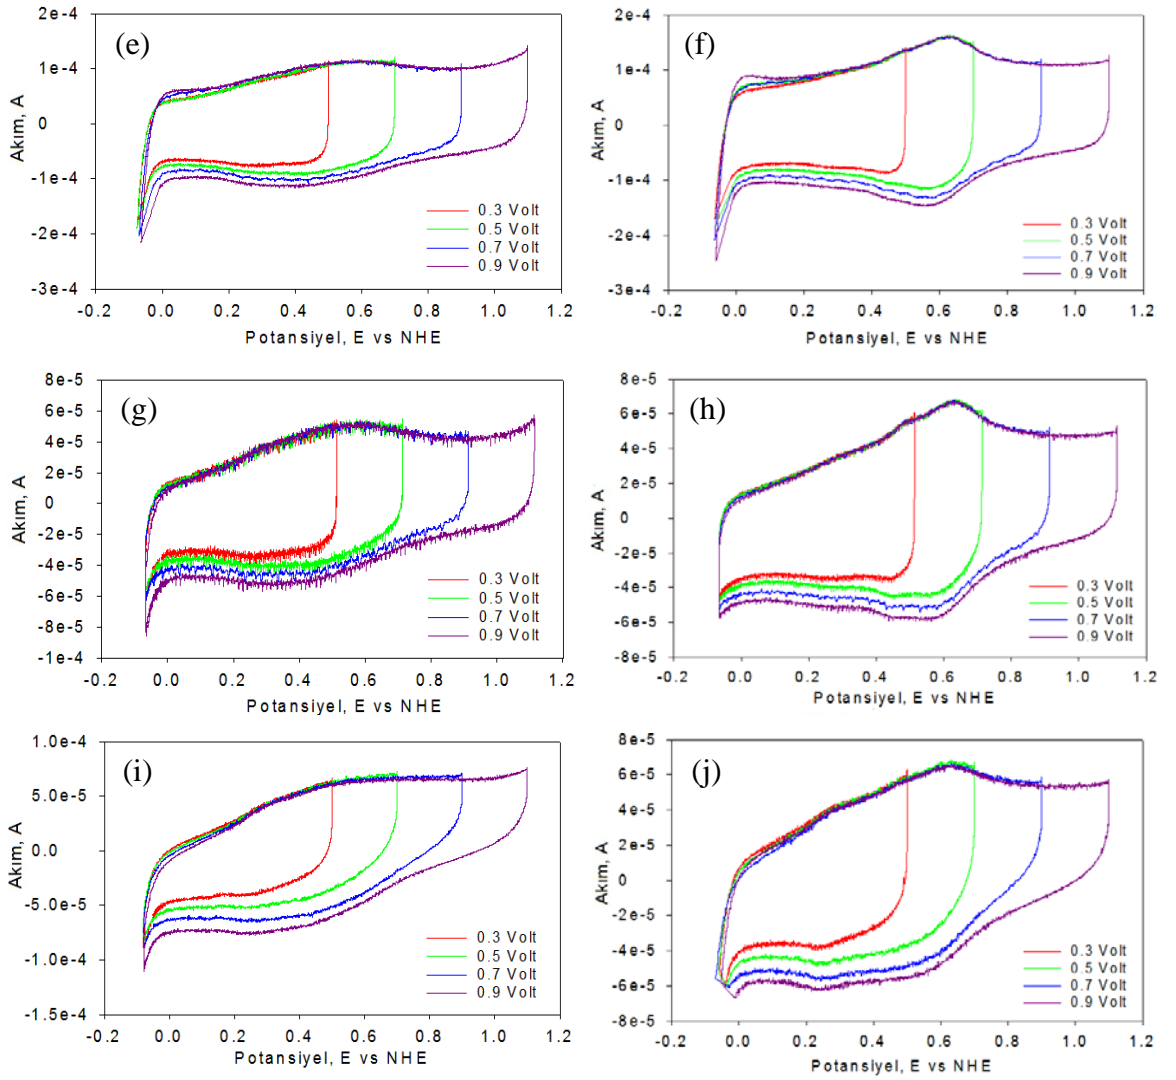 (e)
2e-4
1e-4
0
-1e-4
-2e-4
-3e-4
Akım, A
0.3 Volt
0.5 Volt
0.7 Volt
0.9 Volt
-0.2 0.0 0.2 0.4 0.6 0.8 1.0 1.2
Potansiyel, E vs NHE
(f)
2e-4
1e-4
0
-1e-4
-2e-4
-3e-4
Akım, A
0.3 Volt
0.5 Volt
0.7 Volt
0.9 Volt
-0.2 0.0 0.2 0.4 0.6 0.8 1.0 1.2
Potansiyel, E vs NHE
(g)
8e-5
6e-5
4e-5
2e-5
0
-2e-5
-4e-5
-6e-5
-8e-5
-1e-4
Akım, A
0.3 Volt
0.5 Volt
0.7 Volt
0.9 Volt
-0.2 0.0 0.2 0.4 0.6 0.8 1.0 1.2
Potansiyel, E vs NHE
(h)
8e-5
6e-5
4e-5
2e-5
0
-2e-5
-4e-5
-6e-5
-8e-5
Akım, A
0.3 Volt
0.5 Volt
0.7 Volt
0.9 Volt
-0.2 0.0 0.2 0.4 0.6 0.8 1.0 1.2
Potansiyel, E vs NHE
(i)
1.0e-4
5.0e-5
0.0
-5.0e-5
-1.0e-4
-1.5e-4
Akım, A
0.3 Volt
0.5 Volt
0.7 Volt
0.9 Volt
-0.2 0.0 0.2 0.4 0.6 0.8 1.0 1.2
Potansiyel, E vs NHE
(j)
8e-5
6e-5
4e-5
2e-5
0
-2e-5
-4e-5
-6e-5
-8e-5
Akım, A
0.3 Volt
0.5 Volt
0.7 Volt
0.9 Volt
-0.2 0.0 0.2 0.4 0.6 0.8 1.0 1.2
Potansiyel, E vs NHE